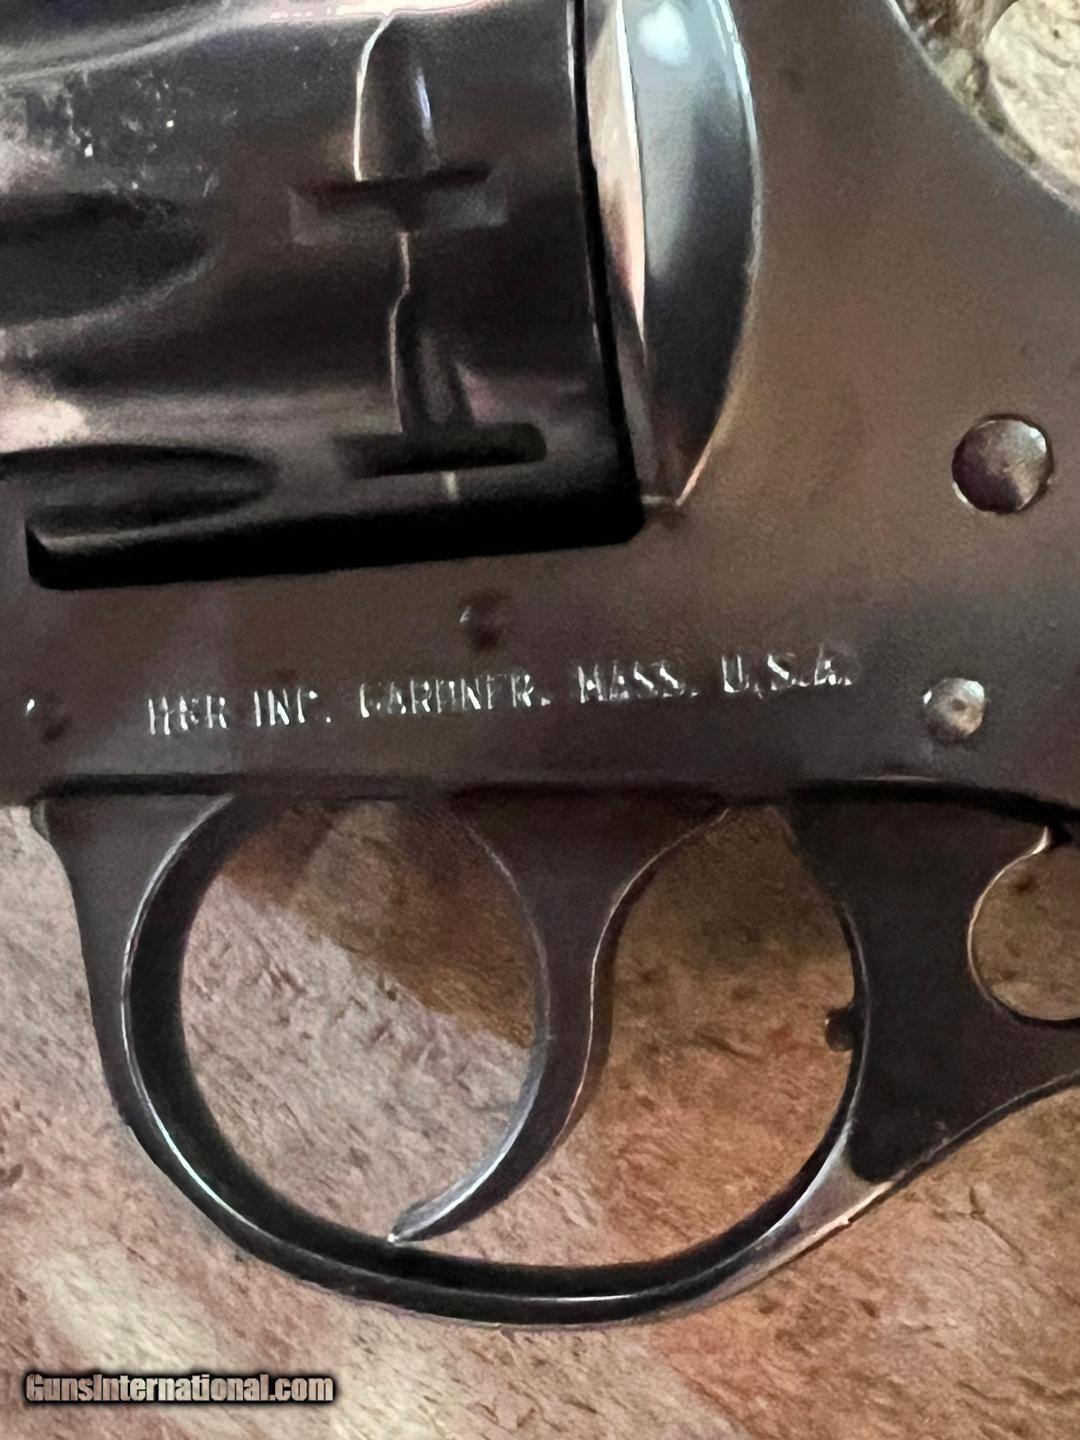 H&R INC. GARDNER, MASS. U.S.A.
GunsInternational.com